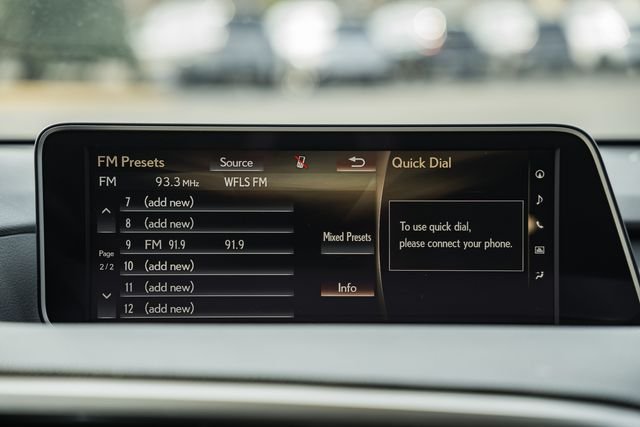 FM Presets Source Quick Dial
FM 93.3 MHz WFLS FM
7 (add new)
8 (add new)
9 FM 91.9 91.9
Page
2/2
10 (add new)
11 (add new)
12 (add new)
Mixed Presets
Info
To use quick dial,
please connect your phone.